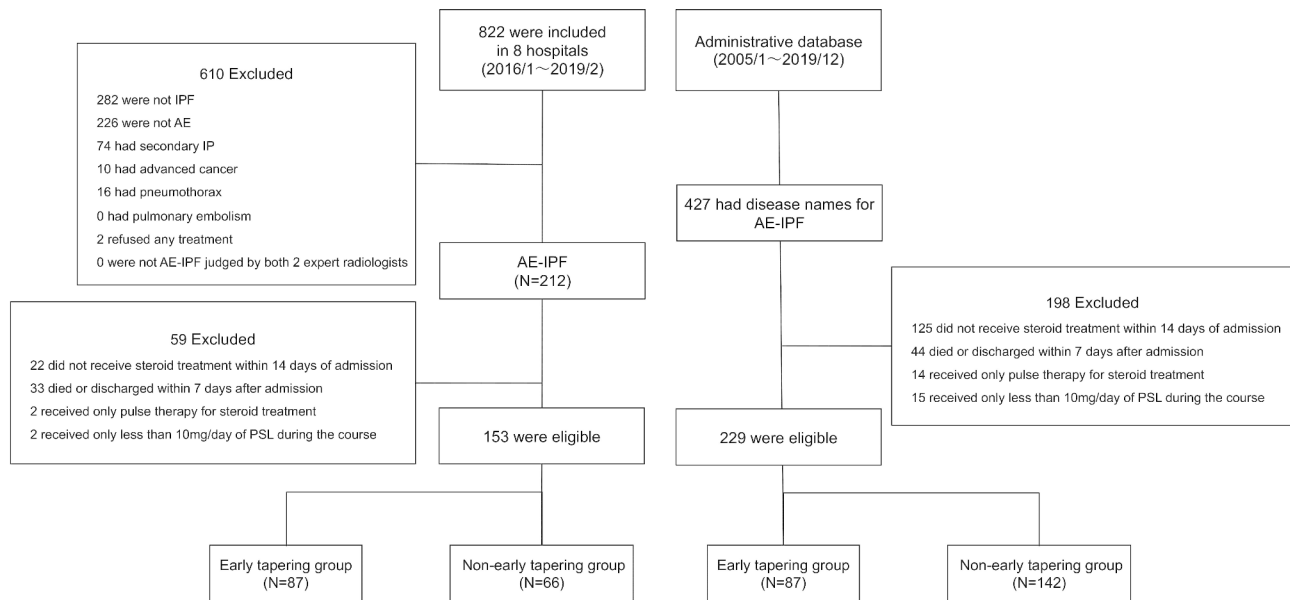 822 were included
in 8 hospitals
(2016/1～2019/2)
610 Excluded
282 were not IPF
226 were not AE
74 had secondary IP
10 had advanced cancer
16 had pneumothorax
0 had pulmonary embolism
2 refused any treatment
0 were not AE-IPF judged by both 2 expert radiologists
AE-IPF
(N=212)
59 Excluded
22 did not receive steroid treatment within 14 days of admission
33 died or discharged within 7 days after admission
2 received only pulse therapy for steroid treatment
2 received only less than 10mg/day of PSL during the course
153 were eligible
Early tapering group
(N=87)
Non-early tapering group
(N=66)
Administrative database
(2005/1～2019/12)
427 had disease names for
AE-IPF
198 Excluded
125 did not receive steroid treatment within 14 days of admission
44 died or discharged within 7 days after admission
14 received only pulse therapy for steroid treatment
15 received only less than 10mg/day of PSL during the course
229 were eligible
Early tapering group
(N=87)
Non-early tapering group
(N=142)